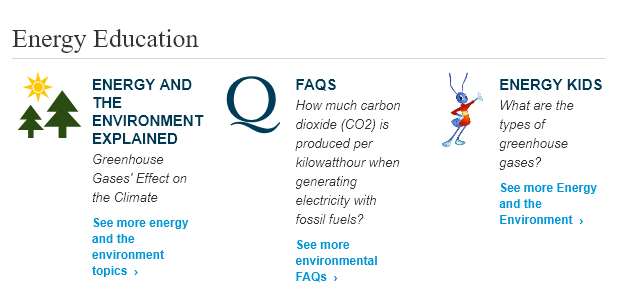 Energy Education
ENERGY AND
THE
ENVIRONMENT
EXPLAINED
Greenhouse
Gases' Effect on
the Climate
See more energy
and the
environment
topics ›
Q
FAQS
How much carbon
dioxide (CO2) is
produced per
kilowatthour when
generating
electricity with
fossil fuels?
See more
environmental
FAQs ›
ENERGY KIDS
What are the
types of
greenhouse
gases?
See more Energy
and the
Environment ›